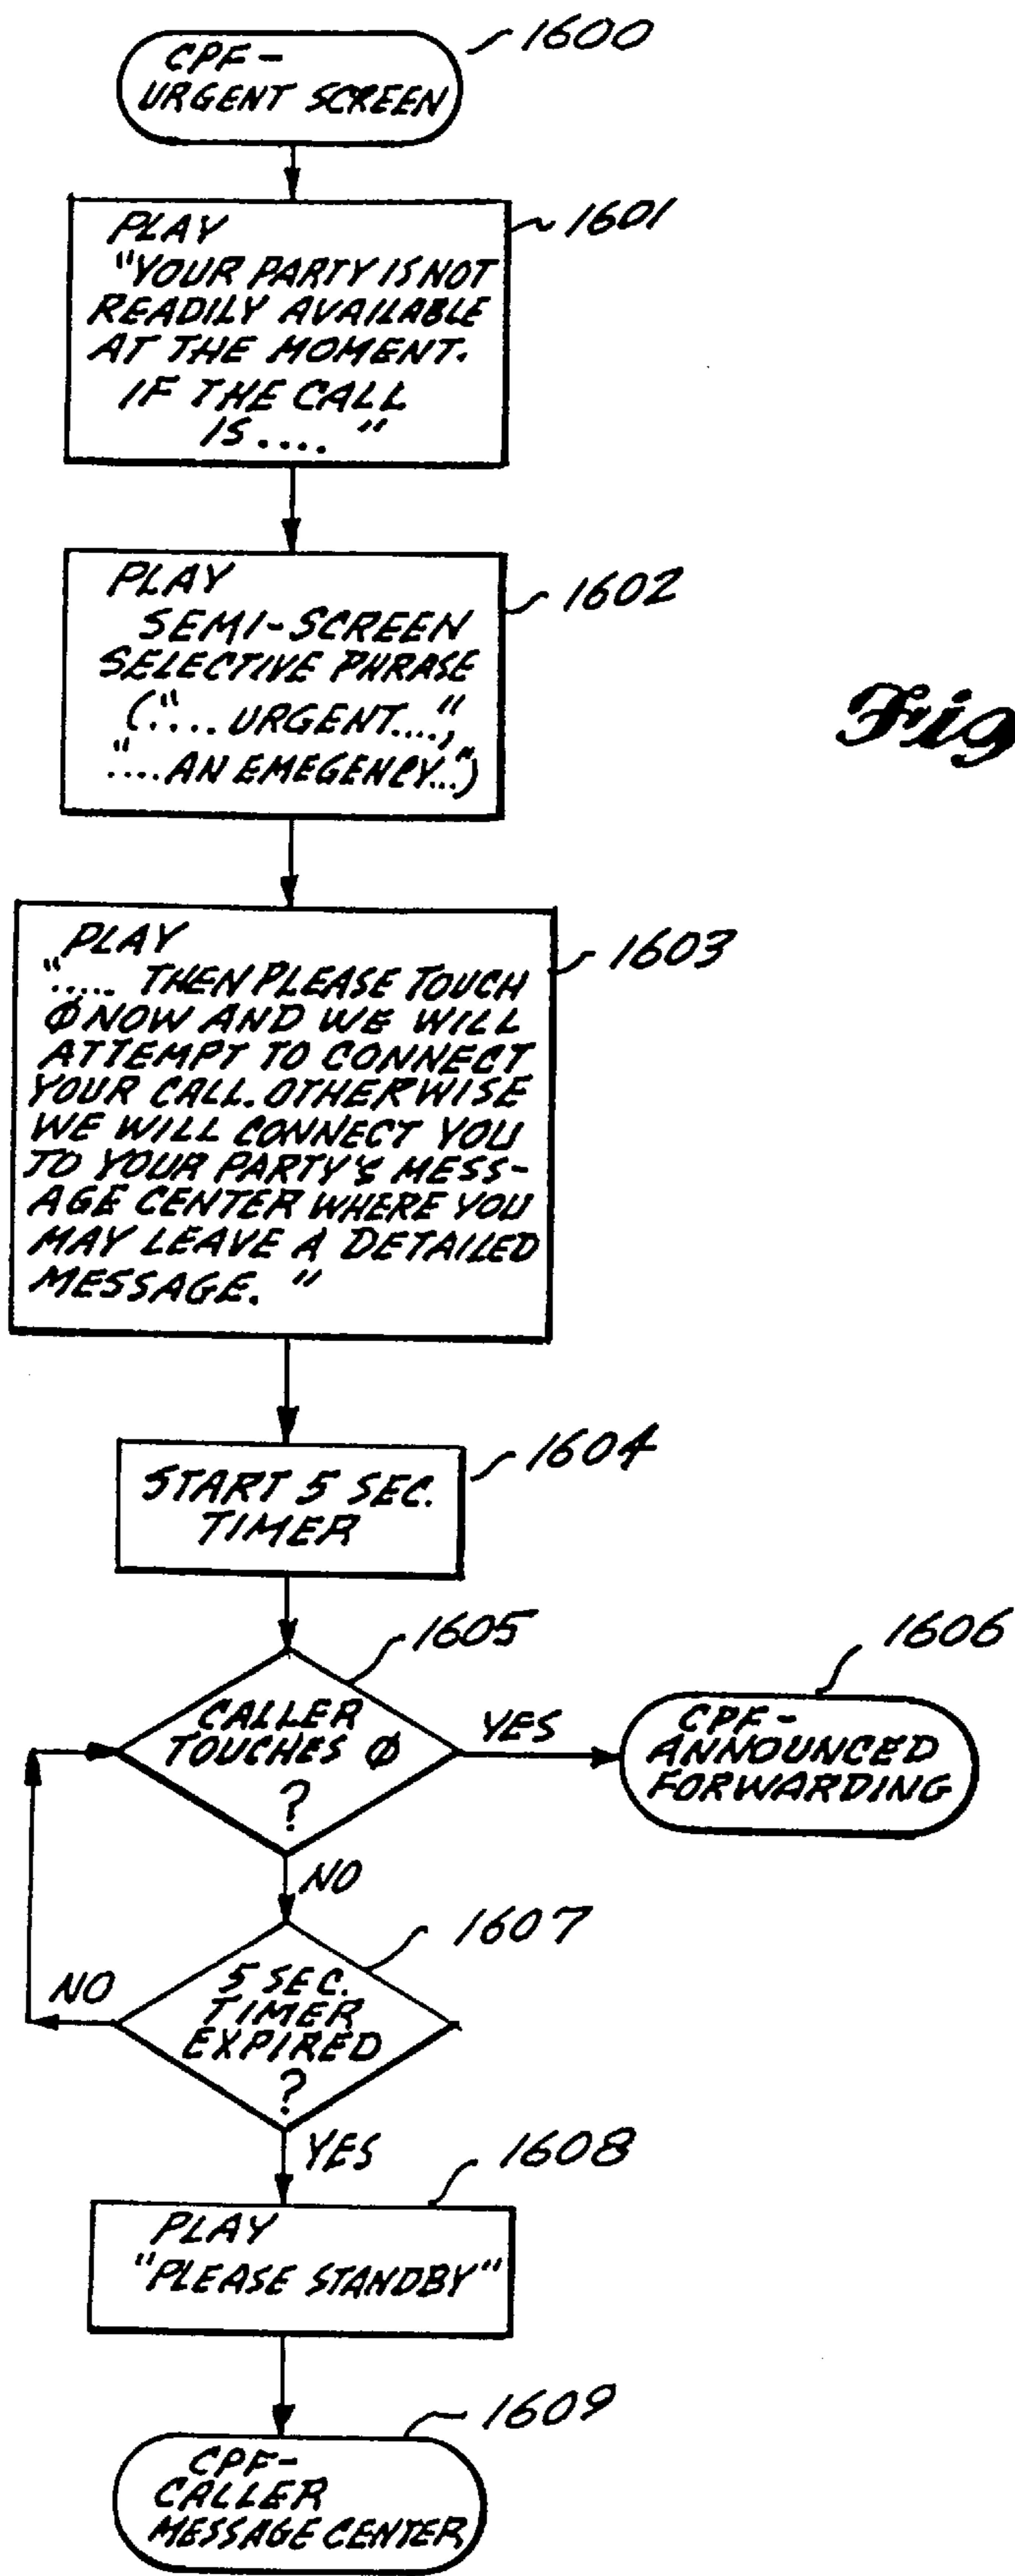 CPF-
URGENT SCREEN
1600
PLAY
"YOUR PARTY IS NOT
READILY AVAILABLE
AT THE MOMENT.
IF THE CALL
IS...."
1601
PLAY
SEMI-SCREEN
SELECTIVE PHRASE
("....URGENT....,"
"....AN EMEGENCY...")
1602
Fig
PLAY
"..... THEN PLEASE TOUCH
Ø NOW AND WE WILL
ATTEMPT TO CONNECT
YOUR CALL. OTHERWISE
WE WILL CONNECT YOU
TO YOUR PARTY'S MESS-
AGE CENTER WHERE YOU
MAY LEAVE A DETAILED
MESSAGE."
1603
START 5 SEC.
TIMER
1604
CALLER
TOUCHES Ø
?
1605
YES
CPF-
ANNOUNCED
FORWARDING
1606
NO
5 SEC.
TIMER
EXPIRED
?
1607
NO
YES
PLAY
"PLEASE STANDBY"
1608
CPF-
CALLER
MESSAGE CENTER
1609